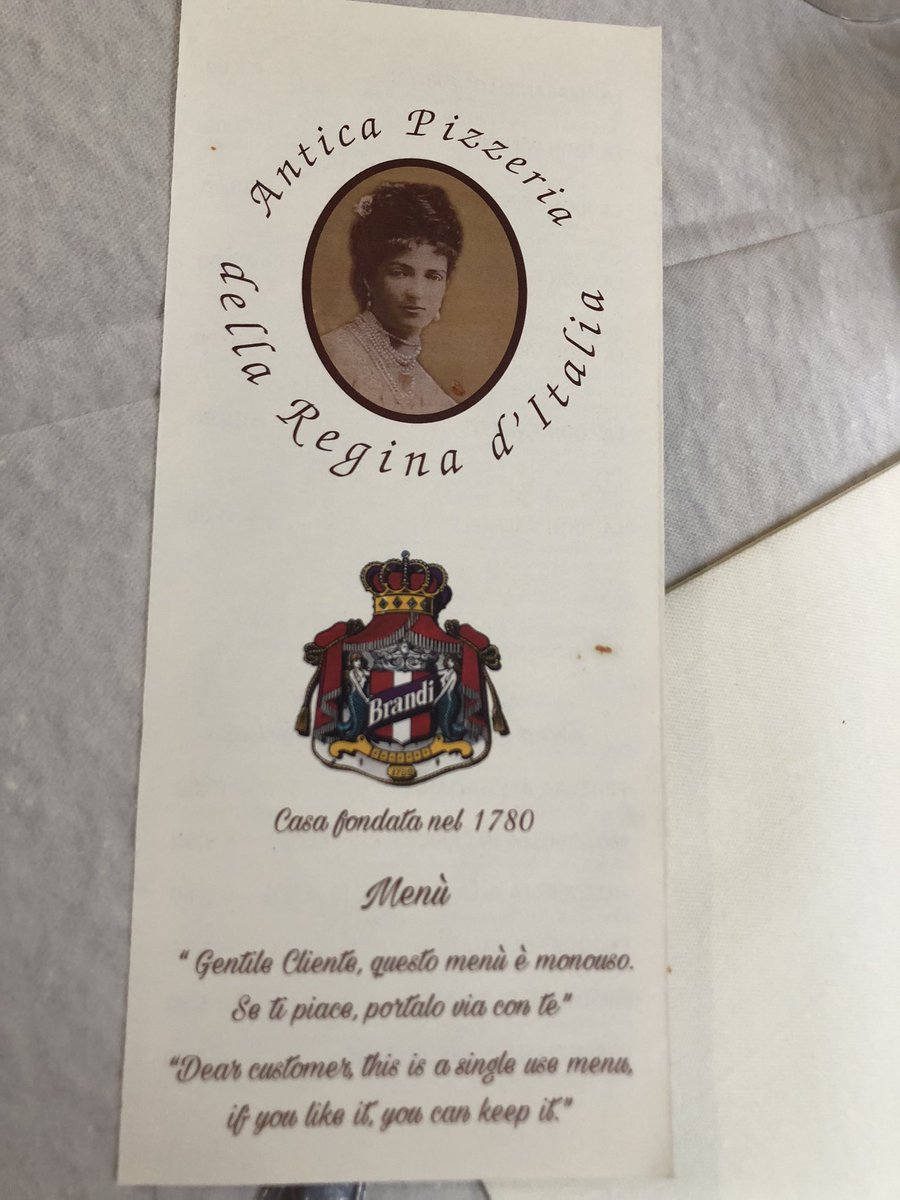 Antica Pizzeria
della Regina d'Italia
Brandi
Casa fondata nel 1780
Menù
“ Gentile Cliente, questo menù è monouso.
Se ti piace, portalo via con te”
“Dear customer, this is a single use menu,
if you like it, you can keep it.”